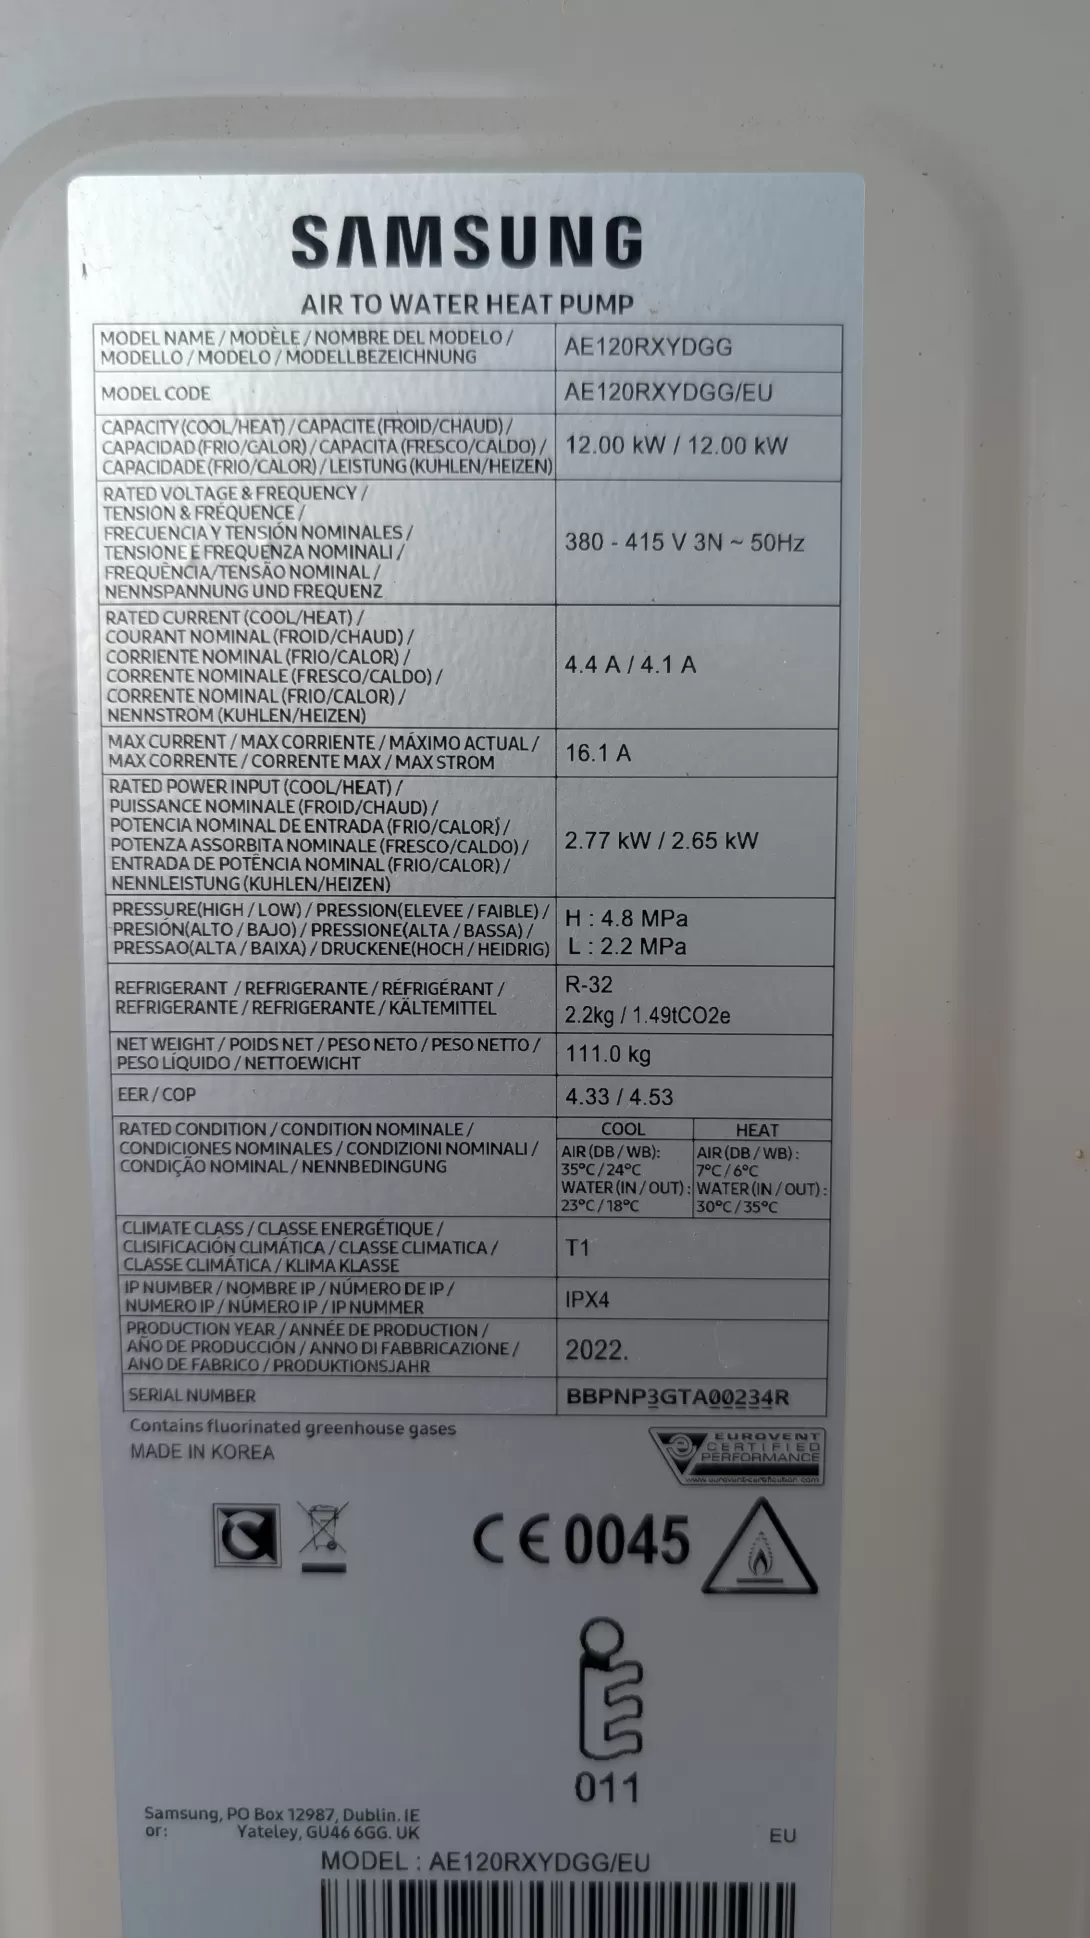 SAMSUNG
AIR TO WATER HEAT PUMP
MODEL NAME / MODÈLE / NOMBRE DEL MODELO /
MODELLO / MODELO / MODELLBEZEICHNUNG
AE120RXYDGG
MODEL CODE
AE120RXYDGG/EU
CAPACITY (COOL/HEAT) / CAPACITE (FROID/CHAUD) /
CAPACIDAD (FRIO/CALOR) / CAPACITA (FRESCO/CALDO) /
CAPACIDADE (FRIO/CALOR) / LEISTUNG (KUHLEN/HEIZEN)
12.00 kW / 12.00 kW
RATED VOLTAGE & FREQUENCY /
TENSION & FRÉQUENCE /
FRECUENCIA Y TENSIÓN NOMINALES /
TENSIONE E FREQUENZA NOMINALI /
FREQUÊNCIA/TENSÃO NOMINAL /
NENNSPANNUNG UND FREQUENZ
380 - 415 V 3N ~ 50Hz
RATED CURRENT (COOL/HEAT) /
COURANT NOMINAL (FROID/CHAUD) /
CORRIENTE NOMINAL (FRIO/CALOR) /
CORRENTE NOMINALE (FRESCO/CALDO) /
CORRENTE NOMINAL (FRIO/CALOR) /
NENNSTROM (KUHLEN/HEIZEN)
4.4 A / 4.1 A
MAX CURRENT / MAX CORRIENTE / MÁXIMO ACTUAL /
MAX CORRENTE / CORRENTE MAX / MAX STROM
16.1 A
RATED POWER INPUT (COOL/HEAT) /
PUISSANCE NOMINALE (FROID/CHAUD) /
POTENCIA NOMINAL DE ENTRADA (FRIO/CALOR) /
POTENZA ASSORBITA NOMINALE (FRESCO/CALDO) /
ENTRADA DE POTÊNCIA NOMINAL (FRIO/CALOR) /
NENNLEISTUNG (KUHLEN/HEIZEN)
2.77 kW / 2.65 kW
PRESSURE(HIGH / LOW) / PRESSION(ELEVEE / FAIBLE) /
PRESIÓN(ALTO / BAJO) / PRESSIONE(ALTA / BASSA) /
PRESSAO(ALTA / BAIXA) / DRUCKENE(HOCH / HEIDRIG)
H : 4.8 MPa
L : 2.2 MPa
REFRIGERANT / REFRIGERANTE / RÉFRIGÉRANT /
REFRIGERANTE / REFRIGERANTE / KÄLTEMITTEL
R-32
2.2kg / 1.49tCO2e
NET WEIGHT / POIDS NET / PESO NETO / PESO NETTO /
PESO LÍQUIDO / NETTOEWICHT
111.0 kg
EER / COP
4.33 / 4.53
RATED CONDITION / CONDITION NOMINALE /
CONDICIONES NOMINALES / CONDIZIONI NOMINALI /
CONDIÇÃO NOMINAL / NENNBEDINGUNG
COOL
AIR (DB / WB):
35°C / 24°C
WATER (IN / OUT) :
23°C / 18°C
HEAT
AIR (DB / WB) :
7°C / 6°C
WATER (IN / OUT) :
30°C / 35°C
CLIMATE CLASS / CLASSE ENERGÉTIQUE /
CLISIFICACIÓN CLIMÁTICA / CLASSE CLIMATICA /
CLASSE CLIMÁTICA / KLIMA KLASSE
T1
IP NUMBER / NOMBRE IP / NÚMERO DE IP /
NUMERO IP / NÚMERO IP / IP NUMMER
IPX4
PRODUCTION YEAR / ANNÉE DE PRODUCTION /
AÑO DE PRODUCCIÓN / ANNO DI FABBRICAZIONE /
ANO DE FABRICO / PRODUKTIONSJAHR
2022.
SERIAL NUMBER
BBPNP3GTA00234R
Contains fluorinated greenhouse gases
MADE IN KOREA
EUROVENT
CERTIFIED
PERFORMANCE
www.eurovent-certification.com
CE 0045
011
Samsung, PO Box 12987, Dublin. IE
or: Yateley, GU46 6GG. UK
EU
MODEL : AE120RXYDGG/EU